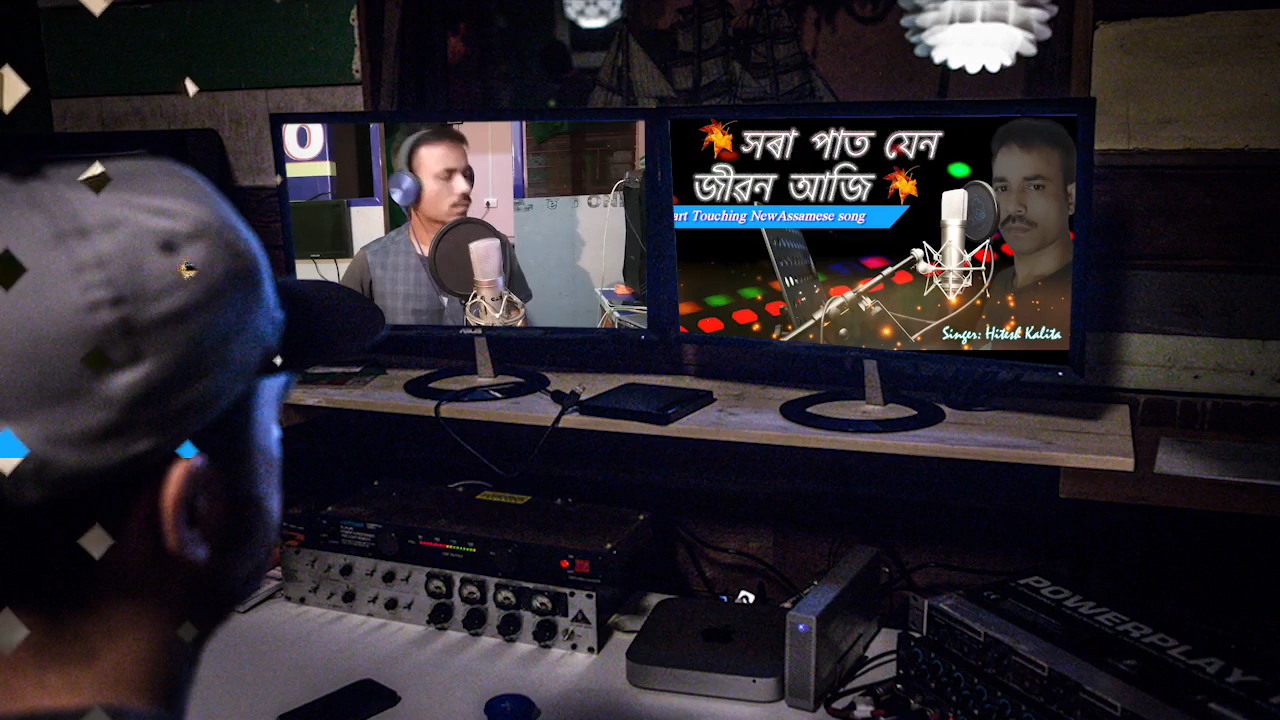 O
সৰা পাত যেন
জীৱন আজি
art Touching NewAssamese song
Singer: Hitesh Kalita
POWERPLAY